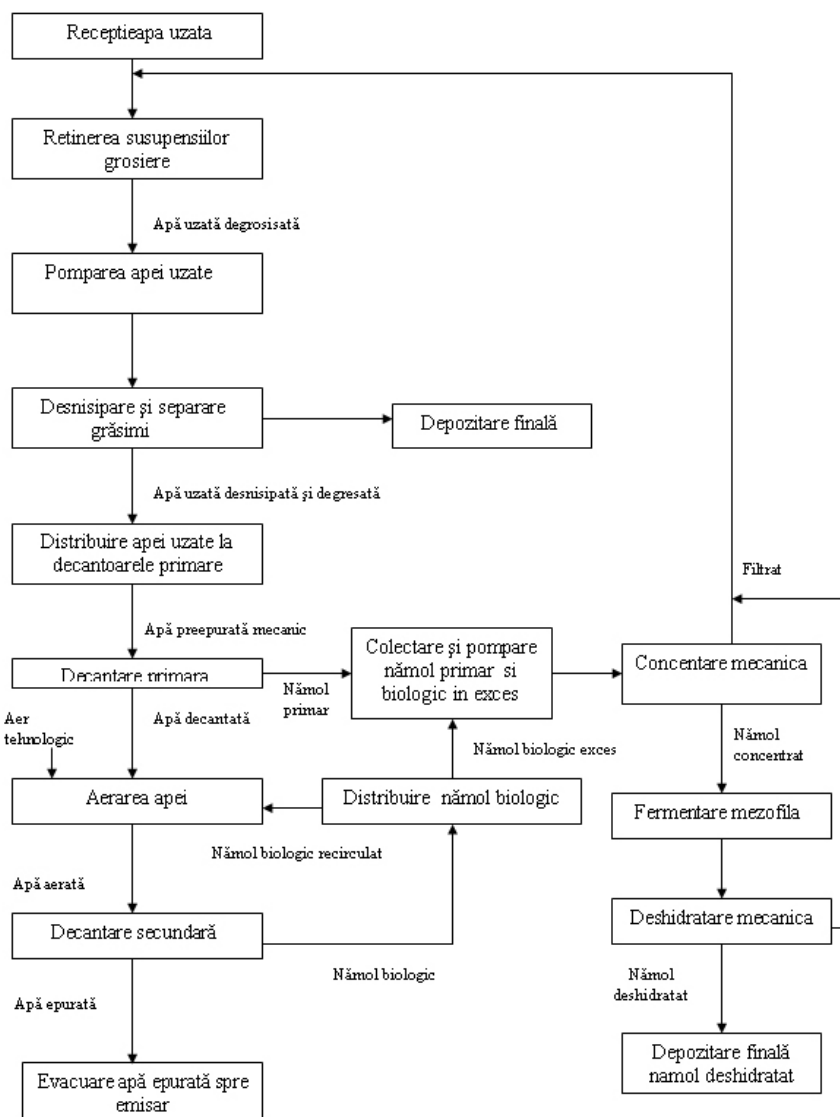 Receptieapa uzata
Retinerea susupensiilor
grosiere
Apă uzată degrosisată
Pomparea apei uzate
Desnisipare şi separare
grăsimi
Depozitare finală
Apă uzată desnisipată şi degresată
Distribuire apei uzate la
decantoarele primare
Filtrat
Apă preepurată mecanic
Colectare şi pompare
nămol primar si
biologic in exces
Concentare mecanica
Decantare primara
Nămol
primar
Apă decantată
Aer
tehnologic
Nămol biologic exces
Nămol
concentrat
Aerarea apei
Distribuire nămol biologic
Fermentare mezofila
Nămol biologic recirculat
Apă aerată
Decantare secundară
Deshidratare mecanica
Nămol biologic
Nămol
deshidratat
Apă epurată
Depozitare finală
namol deshidratat
Evacuare apă epurată spre
emisar